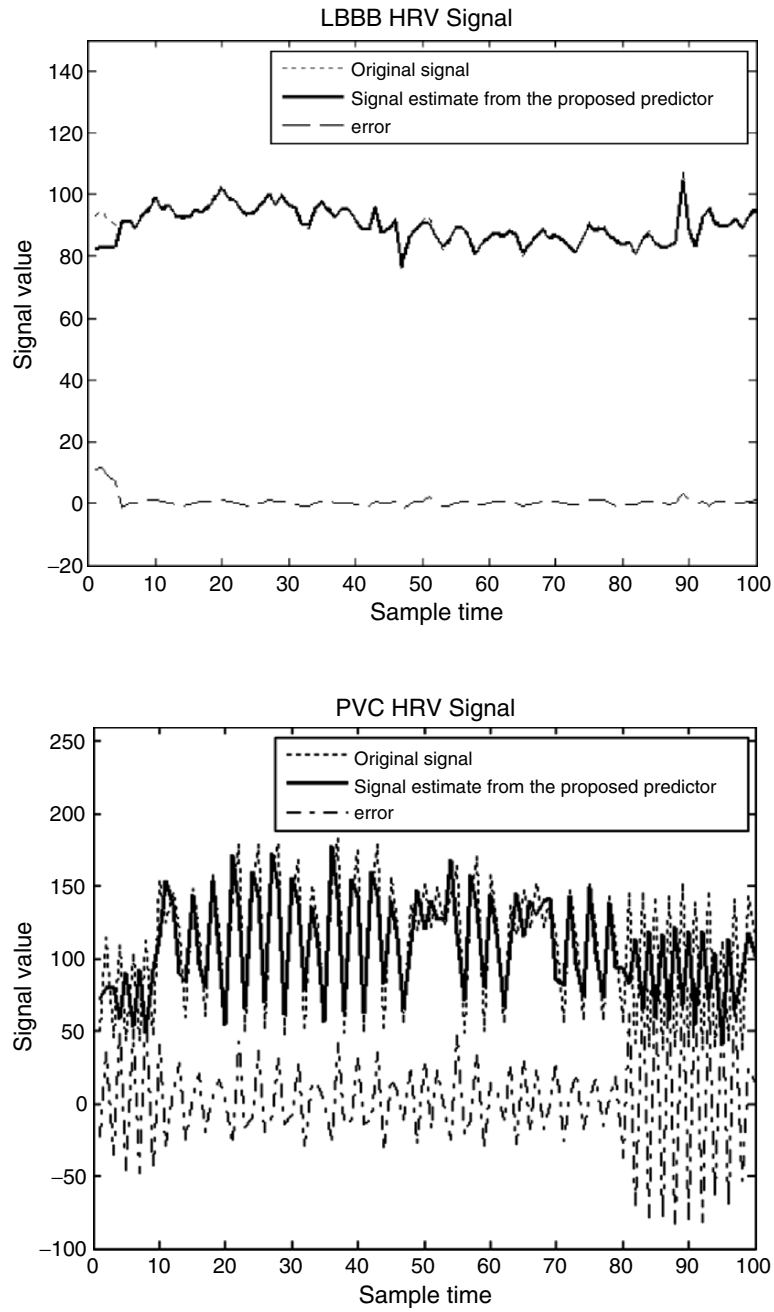 LBBB HRV Signal
Original signal
Signal estimate from the proposed predictor
error
140
120
100
80
60
40
20
0
−20
Signal value
0 10 20 30 40 50 60 70 80 90 100
Sample time
PVC HRV Signal
Original signal
Signal estimate from the proposed predictor
error
250
200
150
100
50
0
−50
−100
Signal value
0 10 20 30 40 50 60 70 80 90 100
Sample time